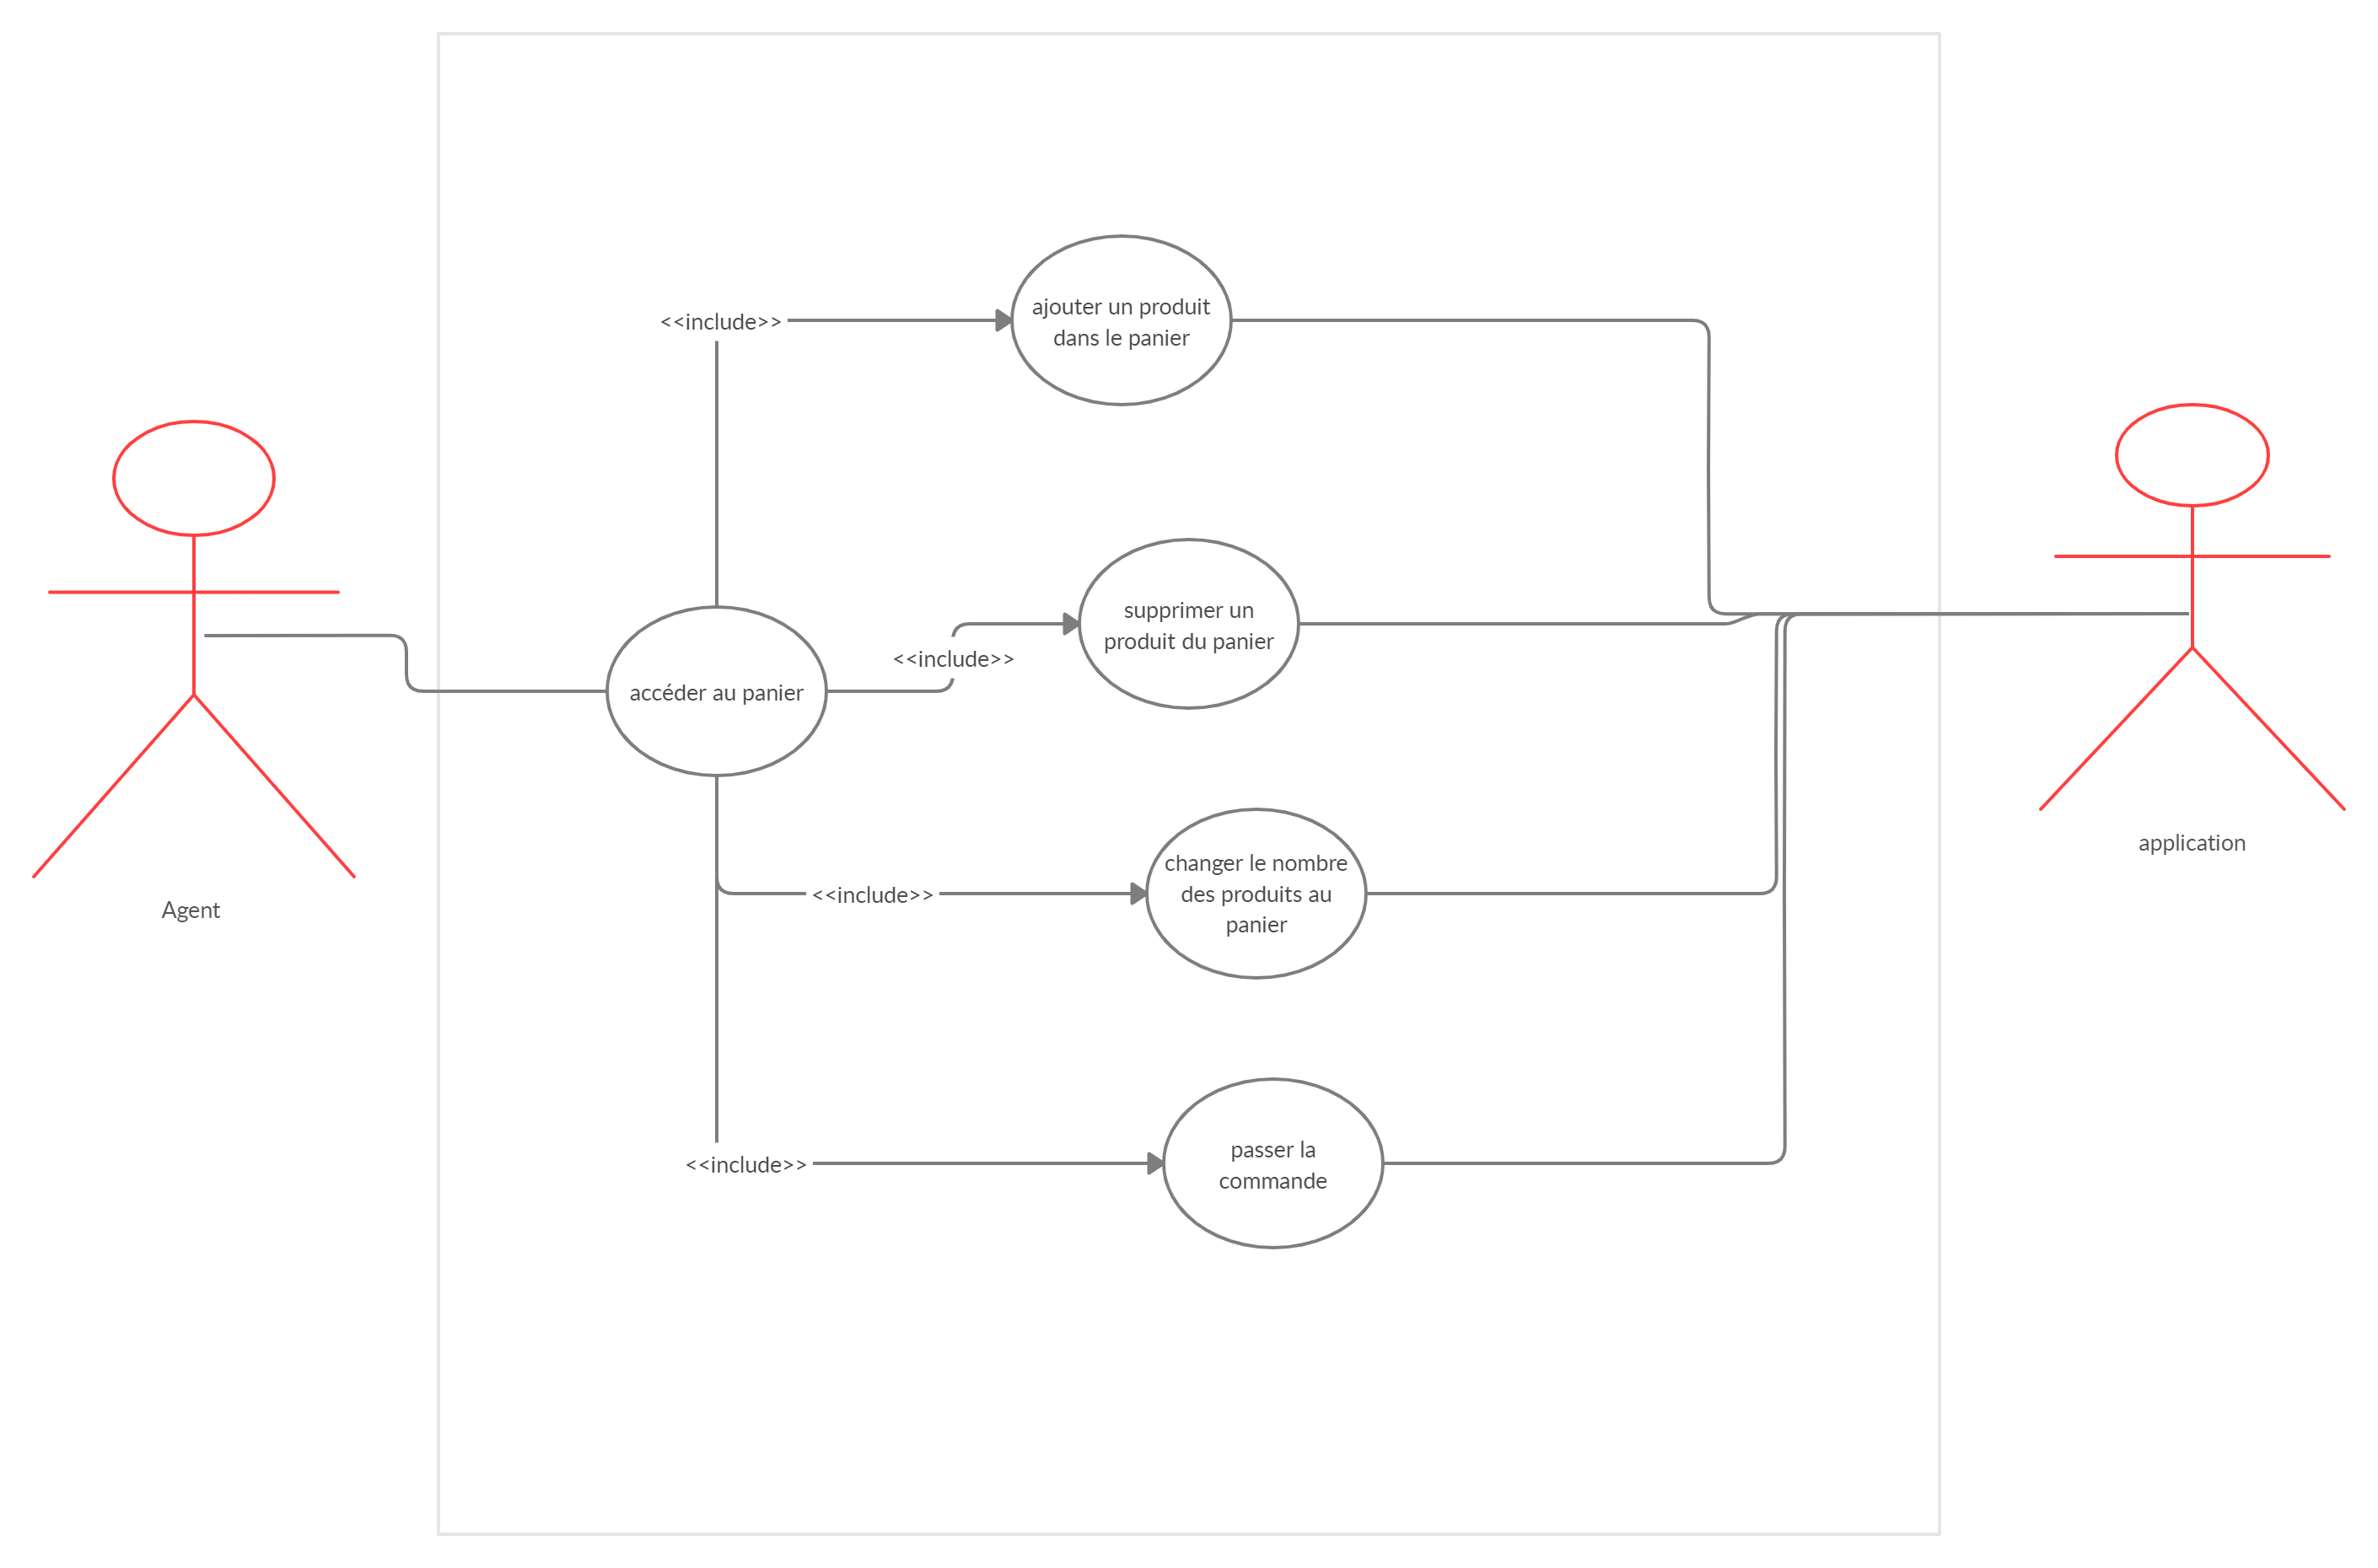 <<include>>
ajouter un produit
dans le panier
supprimer un
produit du panier
<<include>>
accéder au panier
changer le nombre
des produits au
panier
<<include>>
application
Agent
passer la
commande
<<include>>